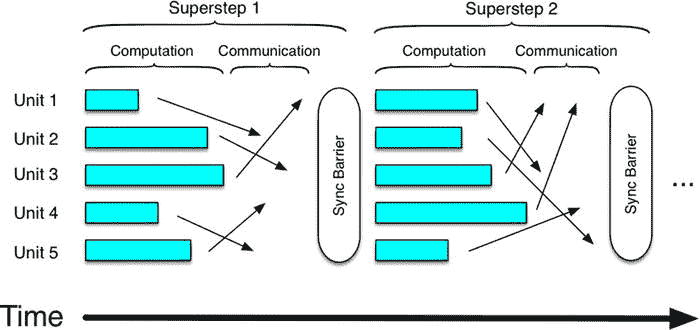 Superstep 1 Superstep 2
Computation Communication Computation Communication
Unit 1
Unit 2
Unit 3
Unit 4
Unit 5
Sync Barrier
Sync Barrier
...
Time